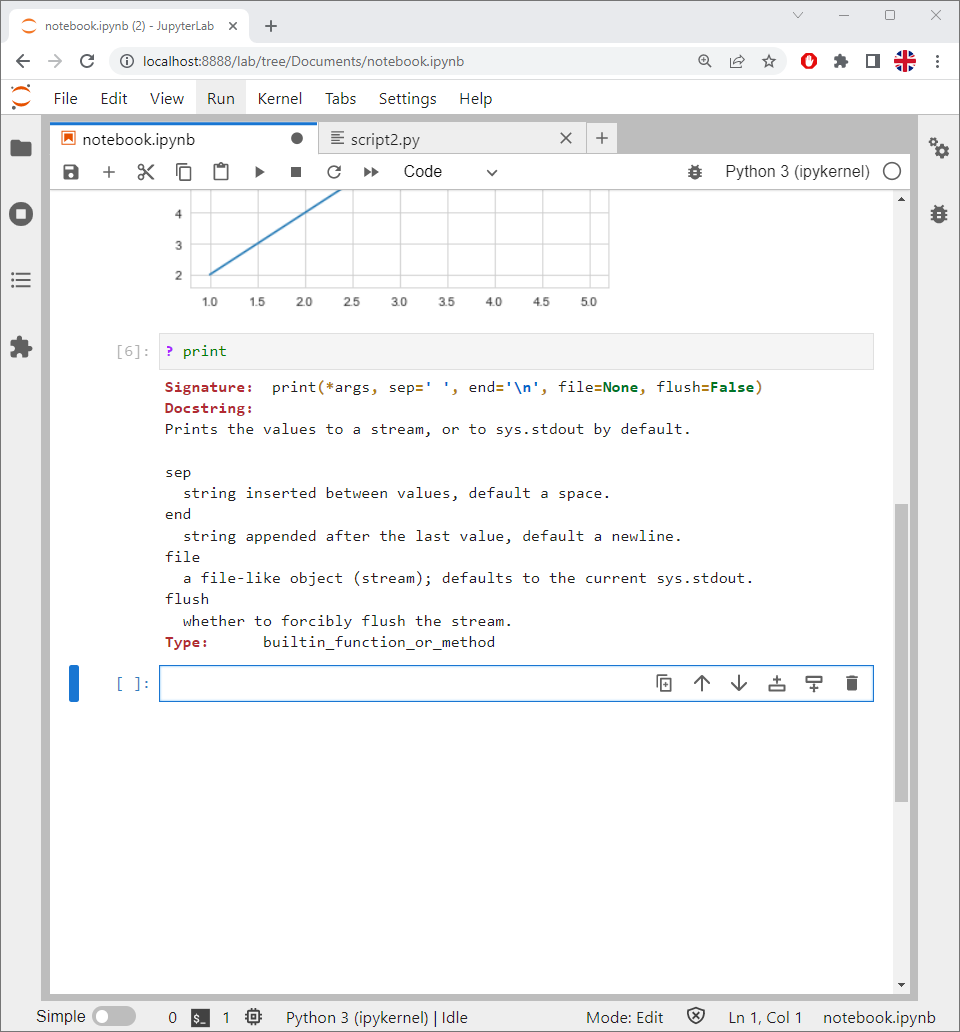 notebook.ipynb (2) - JupyterLab
localhost:8888/lab/tree/Documents/notebook.ipynb
File Edit View Run Kernel Tabs Settings Help
notebook.ipynb script2.py
Code Python 3 (ipykernel)
4
3
2
1.0 1.5 2.0 2.5 3.0 3.5 4.0 4.5 5.0
[6]: ? print
Signature: print(*args, sep=' ', end='\n', file=None, flush=False)
Docstring:
Prints the values to a stream, or to sys.stdout by default.
sep
string inserted between values, default a space.
end
string appended after the last value, default a newline.
file
a file-like object (stream); defaults to the current sys.stdout.
flush
whether to forcibly flush the stream.
Type: builtin_function_or_method
[ ]:
Simple 0 $_ 1 Python 3 (ipykernel) | Idle Mode: Edit Ln 1, Col 1 notebook.ipynb